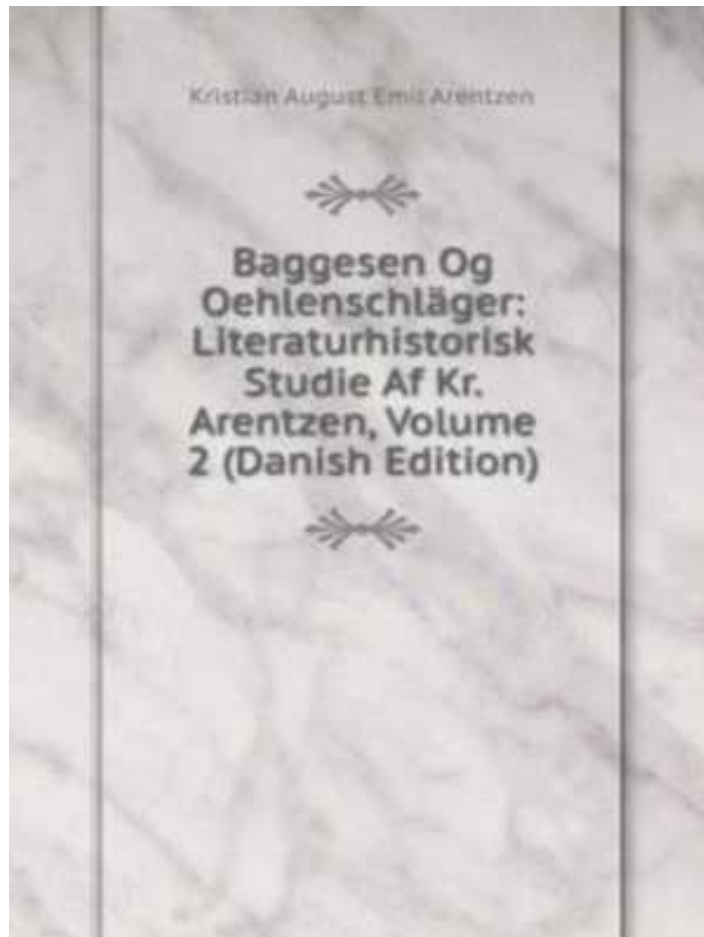 Kristian August Emil Arentzen
Baggesen Og
Oehlenschläger:
Literaturhistorisk
Studie Af Kr.
Arentzen, Volume
2 (Danish Edition)